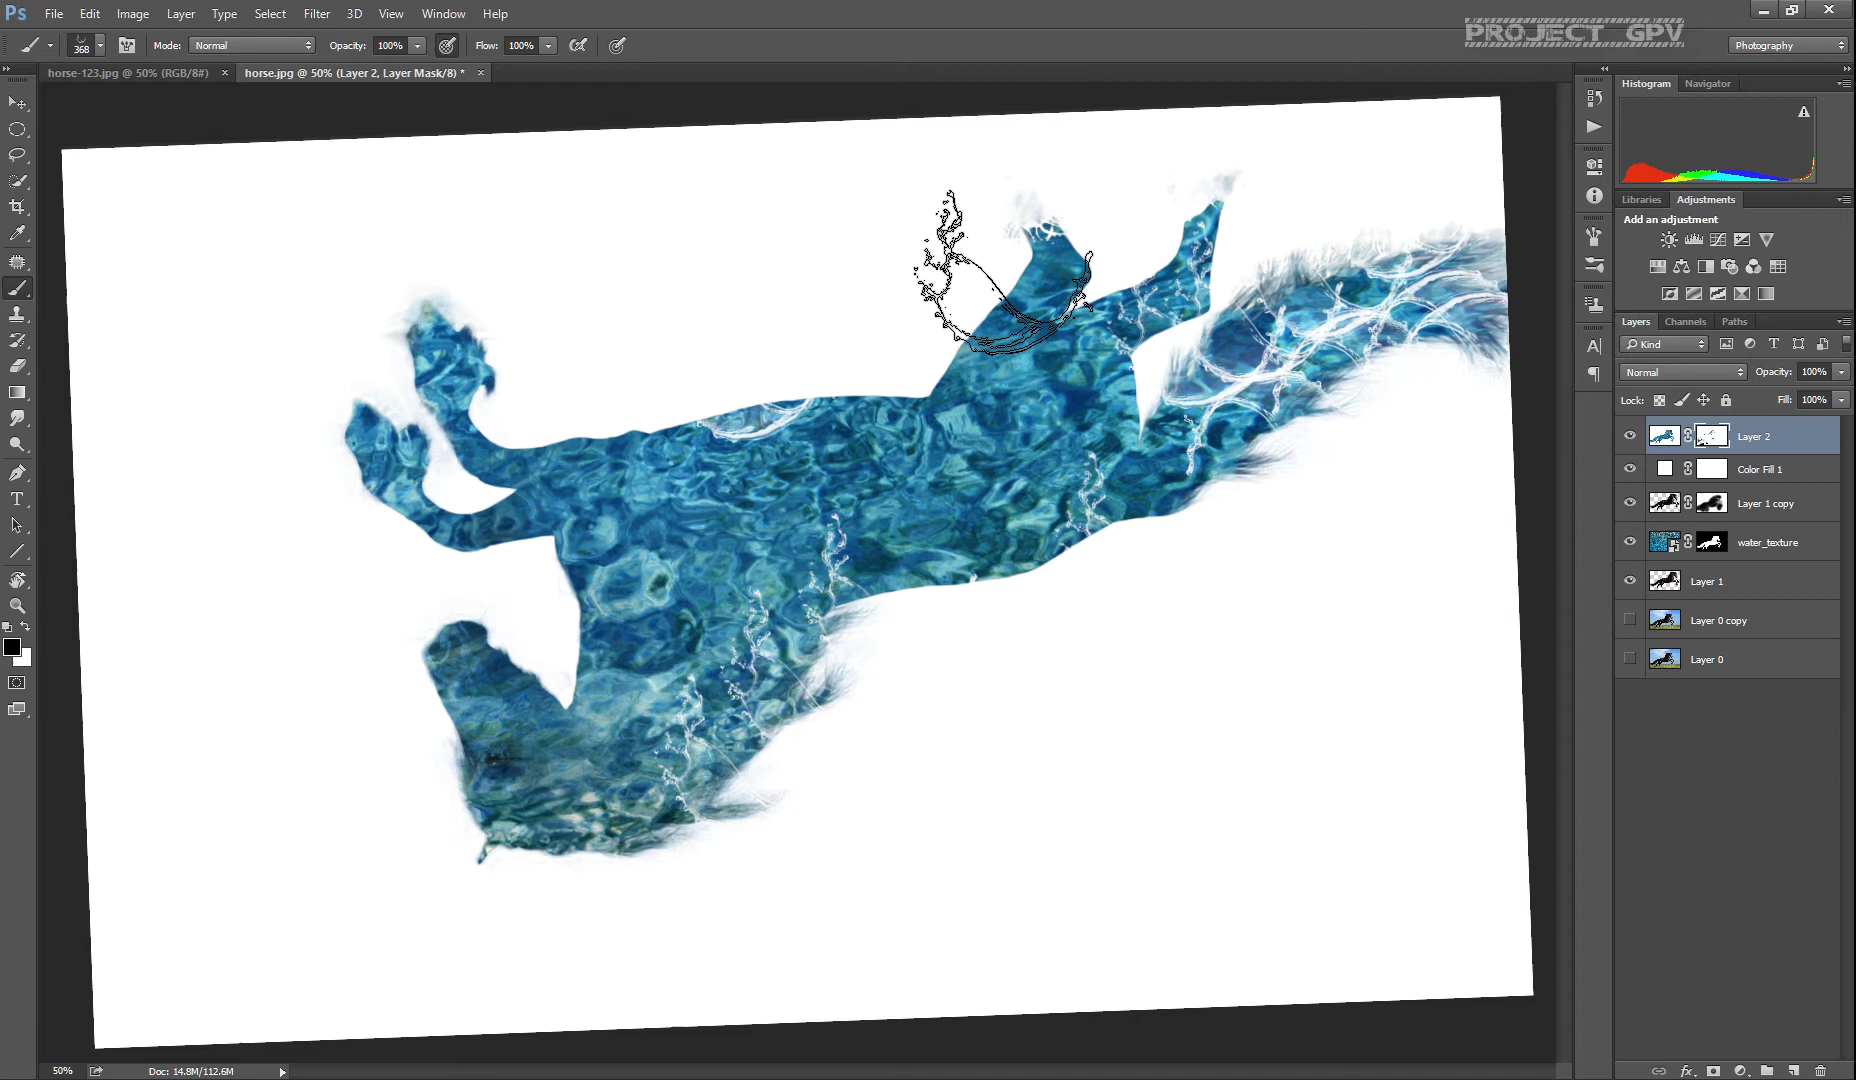 Ps File Edit Image Layer Type Select Filter 3D View Window Help
PROJECT GPV
368 Mode: Normal Opacity: 100% Flow: 100% Photography
horse-123.jpg @ 50% (RGB/8#) × horse.jpg @ 50% (Layer 2, Layer Mask/8) * ×
Histogram Navigator
Libraries Adjustments
Add an adjustment
Layers Channels Paths
Kind
Normal Opacity: 100%
Lock: Fill: 100%
Layer 2
Color Fill 1
Layer 1 copy
water_texture
Layer 1
Layer 0 copy
Layer 0
50% Doc: 14.8M/112.6M